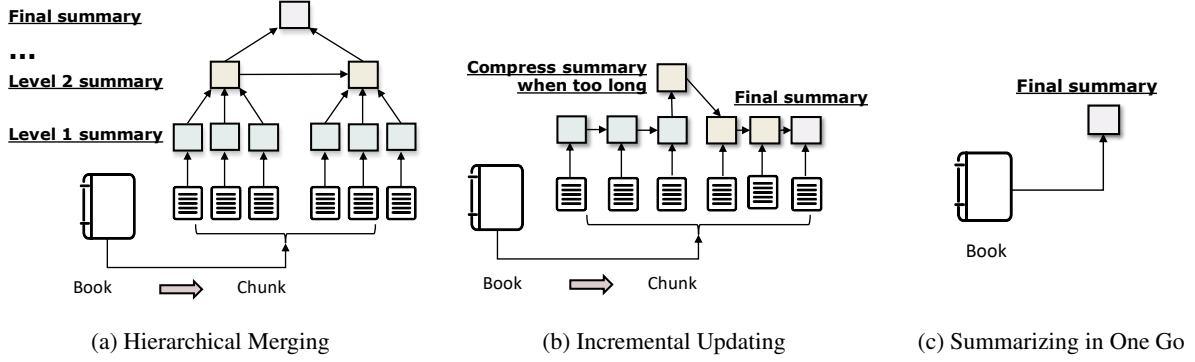 Final summary
...
Level 2 summary
Level 1 summary
Book
Chunk
(a) Hierarchical Merging
Compress summary
when too long
Final summary
Book
Chunk
(b) Incremental Updating
Final summary
Book
(c) Summarizing in One Go